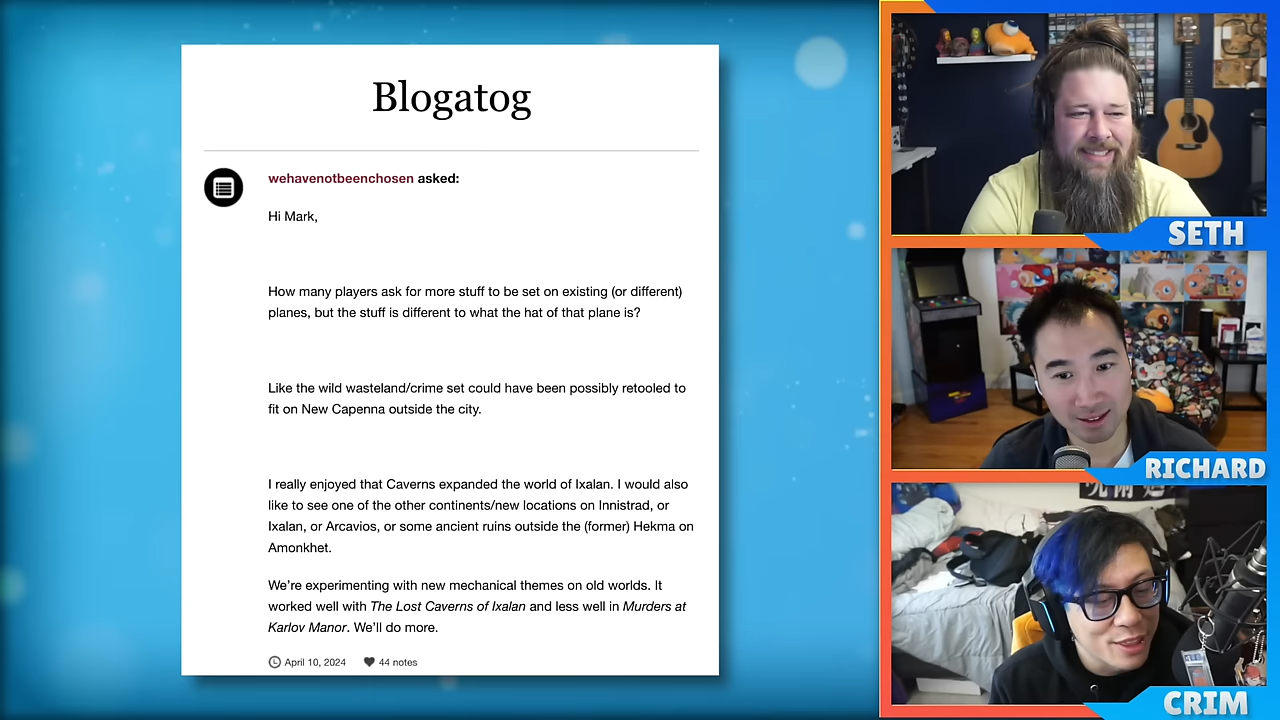 Blogatog
wehavenotbeenchosen asked:
Hi Mark,
How many players ask for more stuff to be set on existing (or different)
planes, but the stuff is different to what the hat of that plane is?
Like the wild wasteland/crime set could have been possibly retooled to
fit on New Capenna outside the city.
I really enjoyed that Caverns expanded the world of Ixalan. I would also
like to see one of the other continents/new locations on Innistrad, or
Ixalan, or Arcavios, or some ancient ruins outside the (former) Hekma on
Amonkhet.
We’re experimenting with new mechanical themes on old worlds. It
worked well with The Lost Caverns of Ixalan and less well in Murders at
Karlov Manor. We’ll do more.
April 10, 2024 44 notes
SETH
RICHARD
CRIM